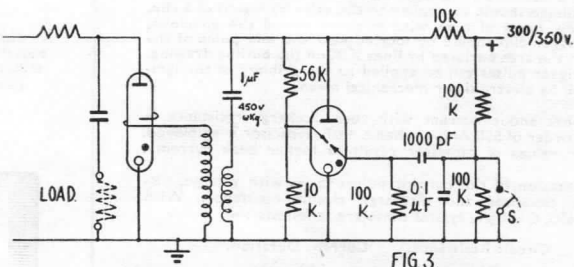 10K
+ 300/350V.
56K
1µF
450V
WKg.
100
K
1000 pF
LOAD.
10
K
100
K
0·1
µF
100
K
S.
FIG.3